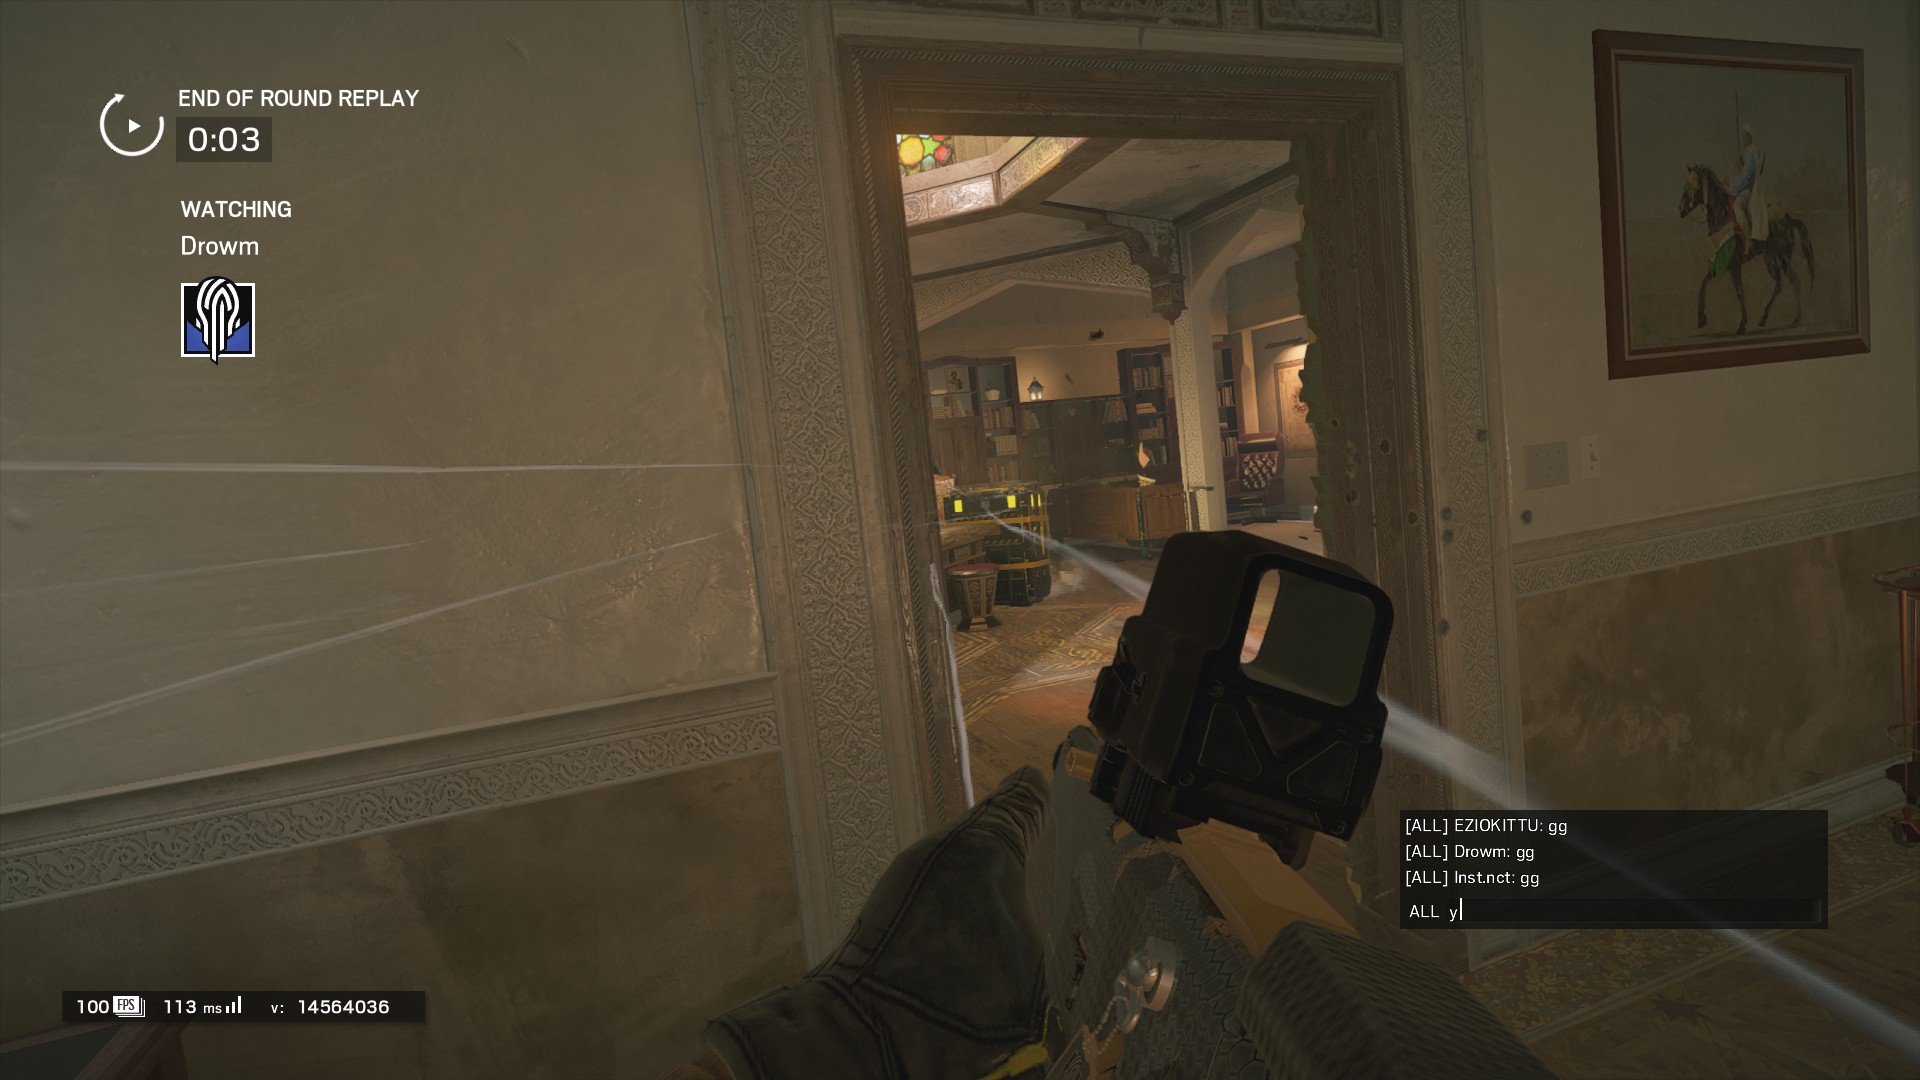 END OF ROUND REPLAY
0:03
WATCHING
Drowm
[ALL] EZIOKITTU: gg
[ALL] Drowm: gg
[ALL] Inst.nct: gg
ALL y
100 FPS 113 ms v: 14564036